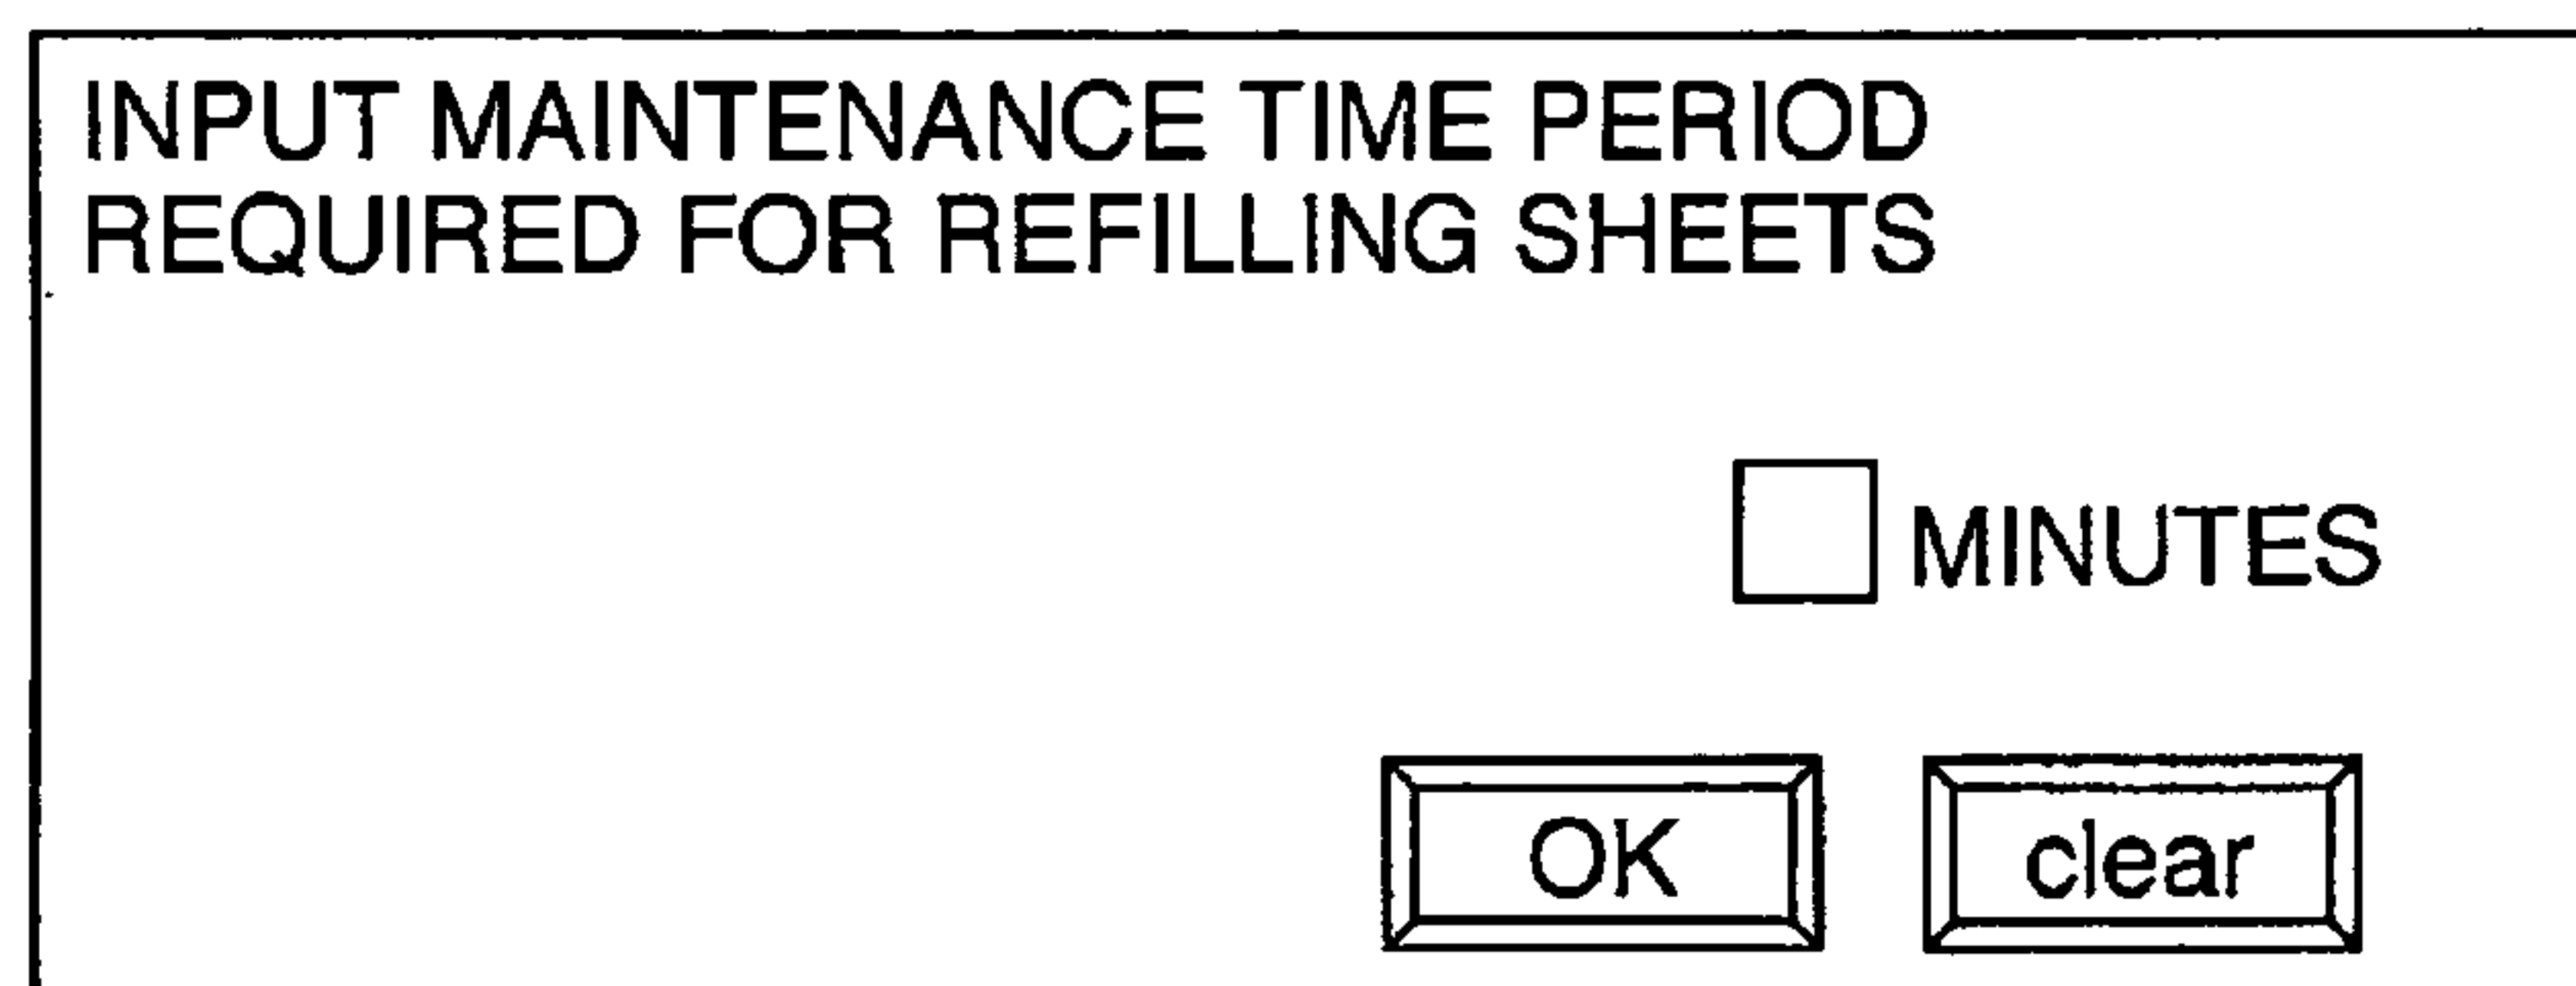 INPUT MAINTENANCE TIME PERIOD
REQUIRED FOR REFILLING SHEETS
MINUTES
OK clear